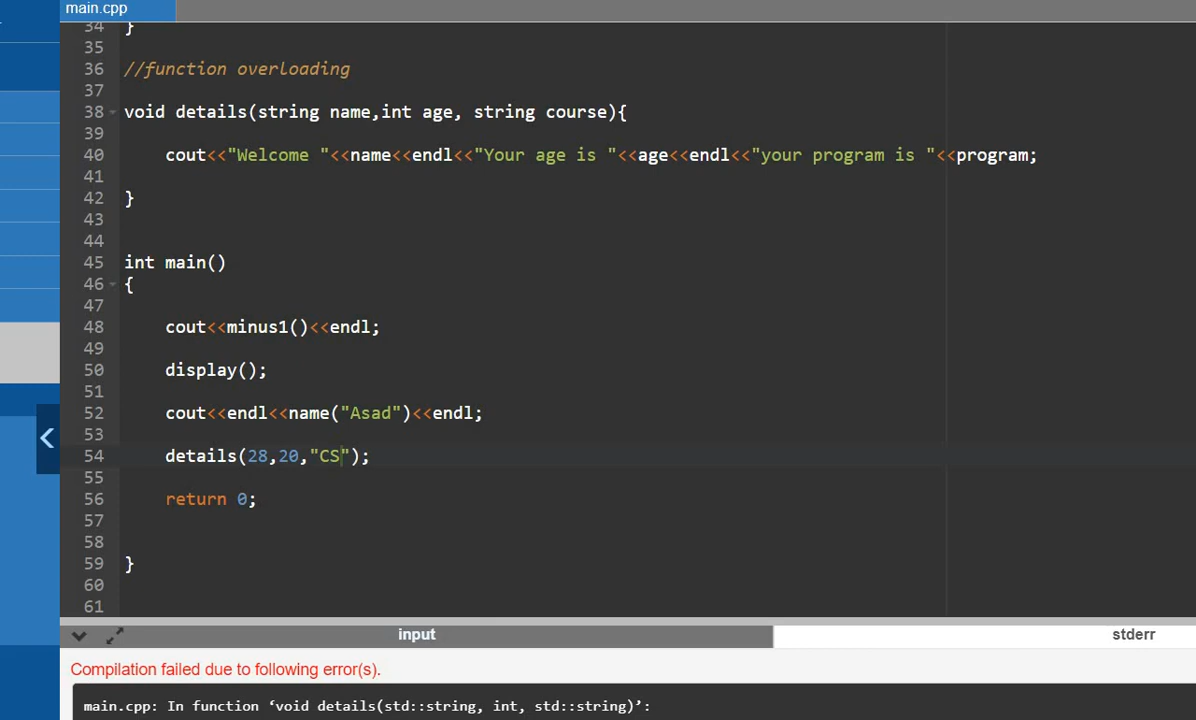 main.cpp
34 }
35
36 //function overloading
37
38 void details(string name,int age, string course){
39
40 cout<<"Welcome "<<name<<endl<<"Your age is "<<age<<endl<<"your program is "<<program;
41
42 }
43
44
45 int main()
46 {
47
48 cout<<minus1()<<endl;
49
50 display();
51
52 cout<<endl<<name("Asad")<<endl;
53
54 details(28,20,"CS");
55
56 return 0;
57
58
59 }
60
61
input stderr
Compilation failed due to following error(s).
main.cpp: In function ‘void details(std::string, int, std::string)’: